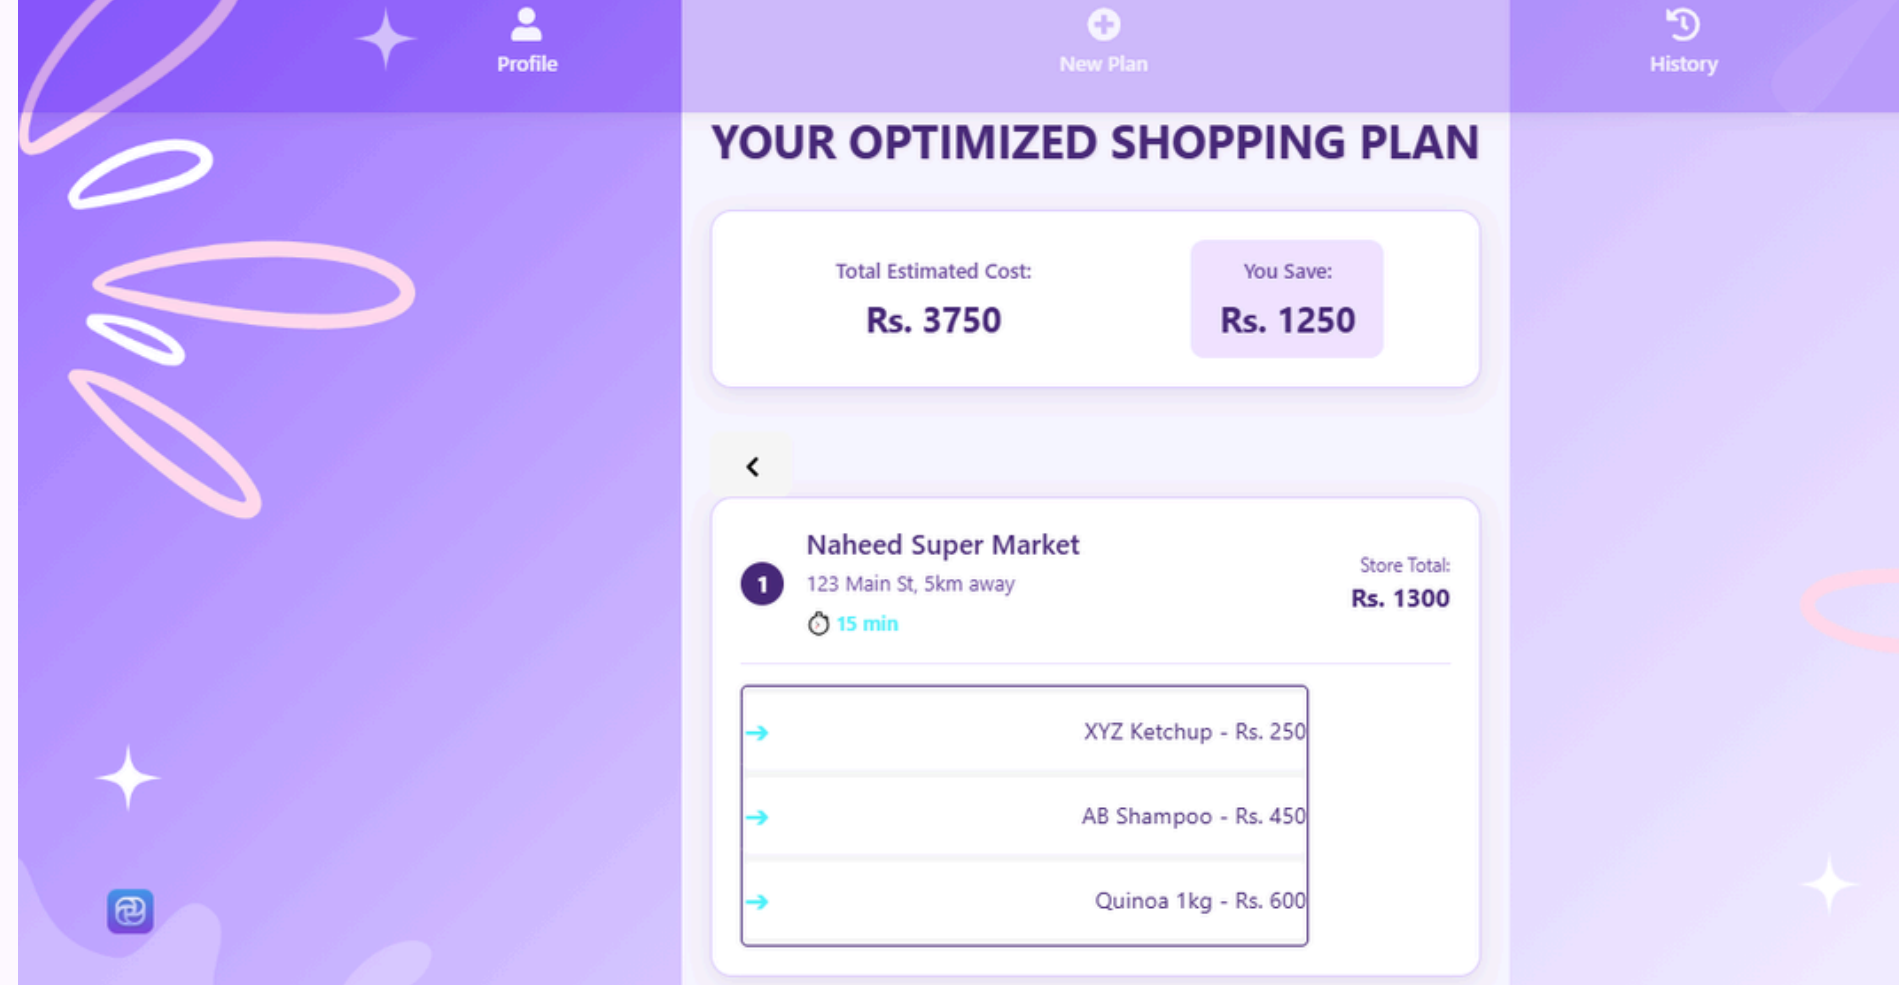 Profile
New Plan
History
YOUR OPTIMIZED SHOPPING PLAN
Total Estimated Cost:
Rs. 3750
You Save:
Rs. 1250
Naheed Super Market
1
123 Main St, 5km away
15 min
Store Total:
Rs. 1300
XYZ Ketchup - Rs. 250
AB Shampoo - Rs. 450
Quinoa 1kg - Rs. 600